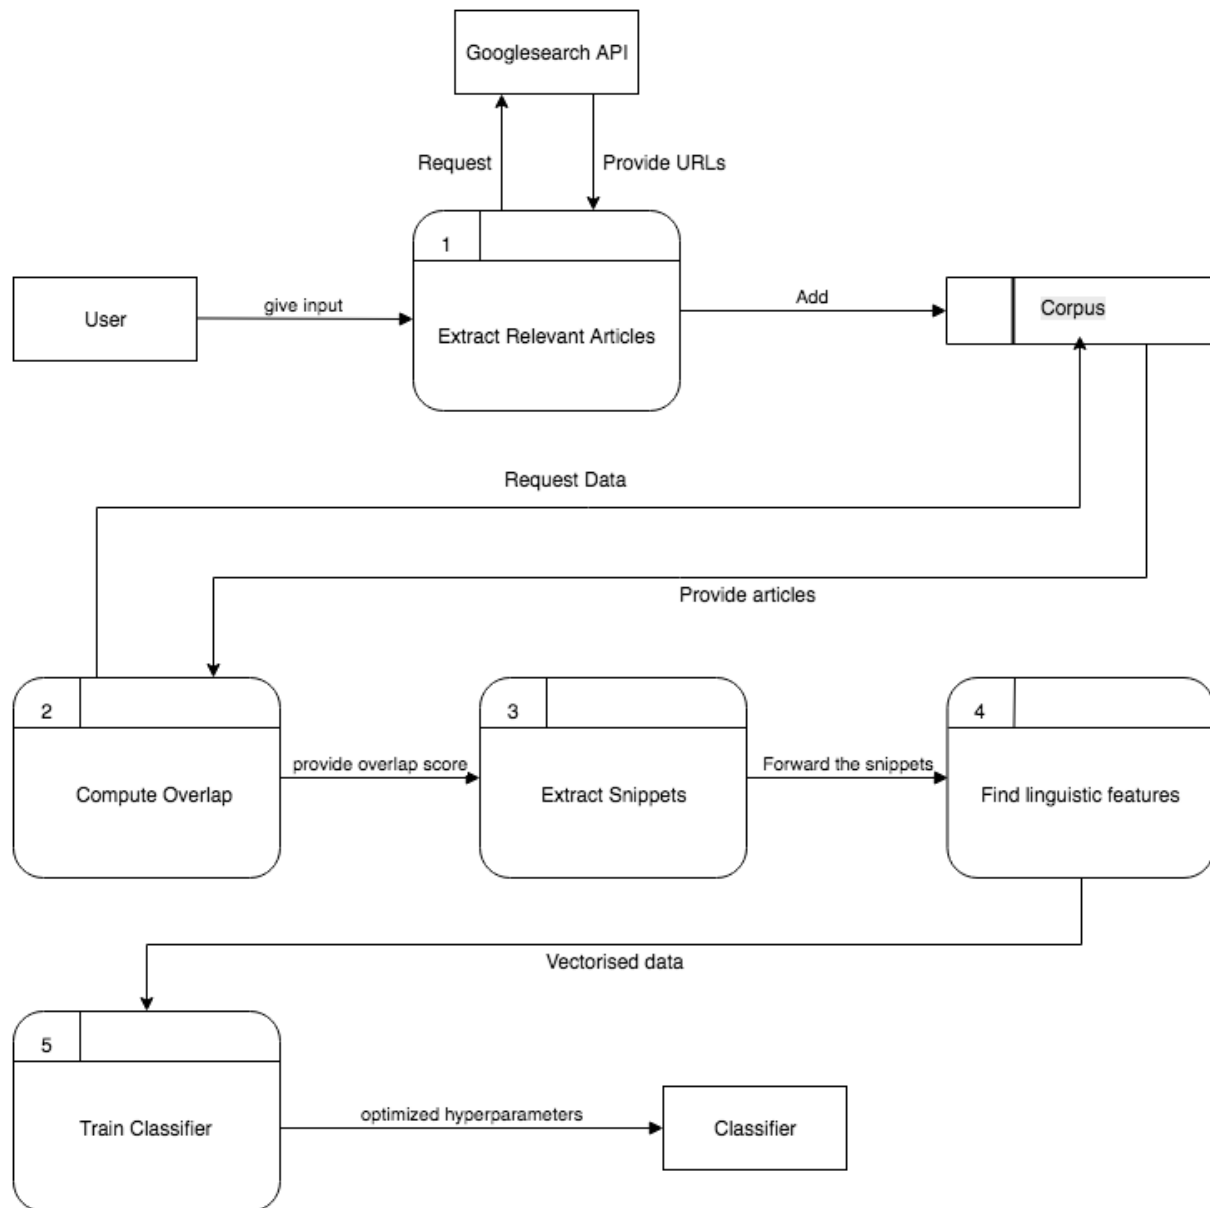 Googlesearch API
Request
Provide URLs
1
User
give input
Extract Relevant Articles
Add
Corpus
Request Data
Provide articles
2
Compute Overlap
provide overlap score
3
Extract Snippets
Forward the snippets
4
Find linguistic features
Vectorised data
5
Train Classifier
optimized hyperparameters
Classifier